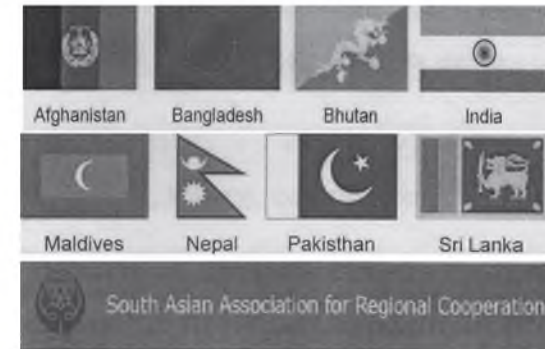 Afghanistan Bangladesh Bhutan India
Maldives Nepal Pakisthan Sri Lanka
South Asian Association for Regional Cooperation